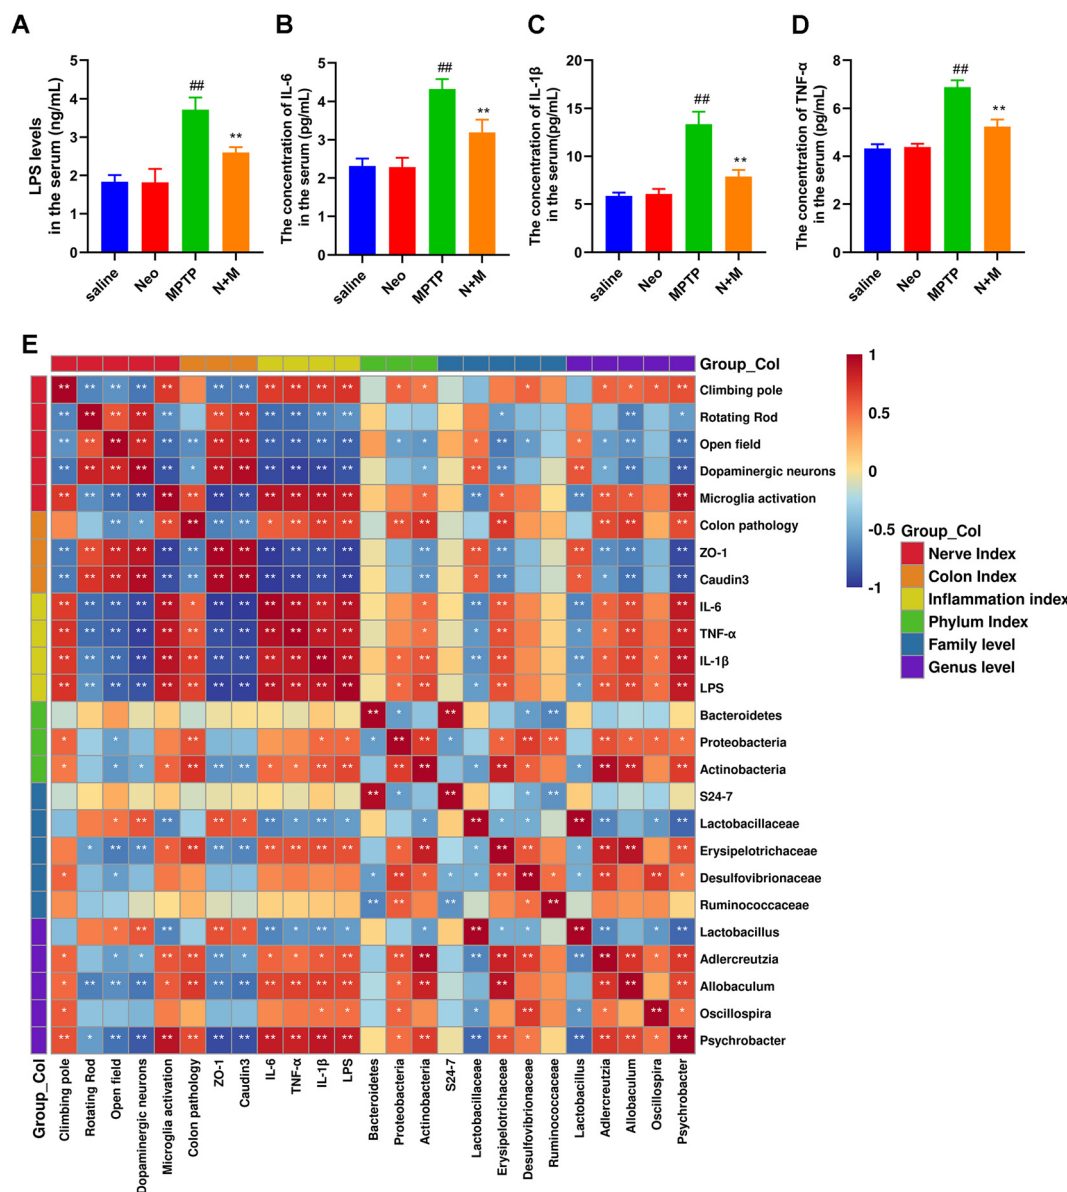 A
LPS levels
in the serum (ng/mL)
5
4
3
2
1
0
##
**
saline
Neo
MPTP
N+M
B
The concentration of IL-6
in the serum (pg/mL)
5
4
3
2
1
0
##
**
saline
Neo
MPTP
N+M
C
The concentration of IL-1β
in the serum(pg/mL)
20
15
10
5
0
##
**
saline
Neo
MPTP
N+M
D
The concentration of TNF-α
in the serum (pg/mL)
8
6
4
2
0
##
**
saline
Neo
MPTP
N+M
E
Group_Col
Climbing pole
Rotating Rod
Open field
Dopaminergic neurons
Microglia activation
Colon pathology
ZO-1
Caudin3
IL-6
TNF-α
IL-1β
LPS
Bacteroidetes
Proteobacteria
Actinobacteria
S24-7
Lactobacillaceae
Erysipelotrichaceae
Desulfovibrionaceae
Ruminococcaceae
Lactobacillus
Adlercreutzia
Allobaculum
Oscillospira
Psychrobacter
1
0.5
0
-0.5
-1
Group_Col
Nerve Index
Colon Index
Inflammation index
Phylum Index
Family level
Genus level
Group_Col
Climbing pole
Rotating Rod
Open field
Dopaminergic neurons
Microglia activation
Colon pathology
ZO-1
Caudin3
IL-6
TNF-α
IL-1β
LPS
Bacteroidetes
Proteobacteria
Actinobacteria
S24-7
Lactobacillaceae
Erysipelotrichaceae
Desulfovibrionaceae
Ruminococcaceae
Lactobacillus
Adlercreutzia
Allobaculum
Oscillospira
Psychrobacter